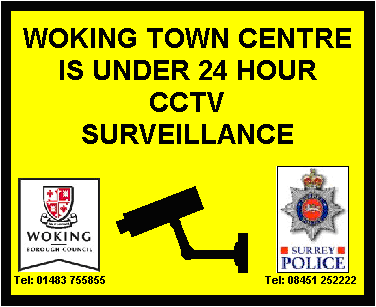 WOKING TOWN CENTRE
IS UNDER 24 HOUR
CCTV
SURVEILLANCE
WOKING
BOROUGH COUNCIL
SURREY
POLICE
Tel: 01483 755855
Tel: 08451 252222